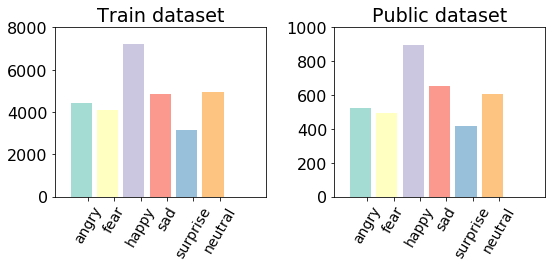 Train dataset
8000
6000
4000
2000
0
angry
fear
happy
sad
surprise
neutral
Public dataset
1000
800
600
400
200
0
angry
fear
happy
sad
surprise
neutral